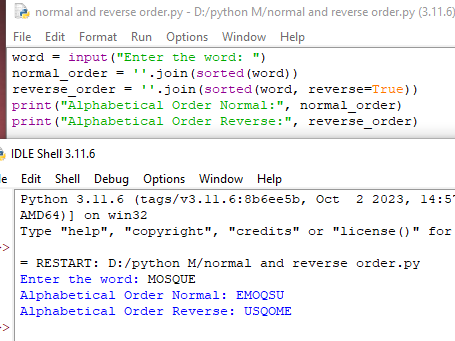 normal and reverse order.py - D:/python M/normal and reverse order.py (3.11.6)
File Edit Format Run Options Window Help
word = input("Enter the word: ")
normal_order = ''.join(sorted(word))
reverse_order = ''.join(sorted(word, reverse=True))
print("Alphabetical Order Normal:", normal_order)
print("Alphabetical Order Reverse:", reverse_order)
IDLE Shell 3.11.6
Edit Shell Debug Options Window Help
Python 3.11.6 (tags/v3.11.6:8b6ee5b, Oct 2 2023, 14:57
AMD64)] on win32
Type "help", "copyright", "credits" or "license()" for
>
= RESTART: D:/python M/normal and reverse order.py
Enter the word: MOSQUE
Alphabetical Order Normal: EMOQSU
Alphabetical Order Reverse: USQOME
>